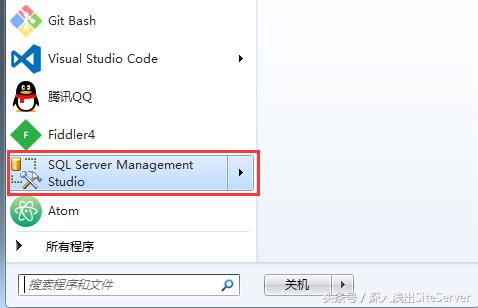 Git Bash
Visual Studio Code
腾讯QQ
F
Fiddler4
SQL Server Management
Studio
Atom
所有程序
搜索程序和文件
关机
头条号 / 深入浅出SiteServer